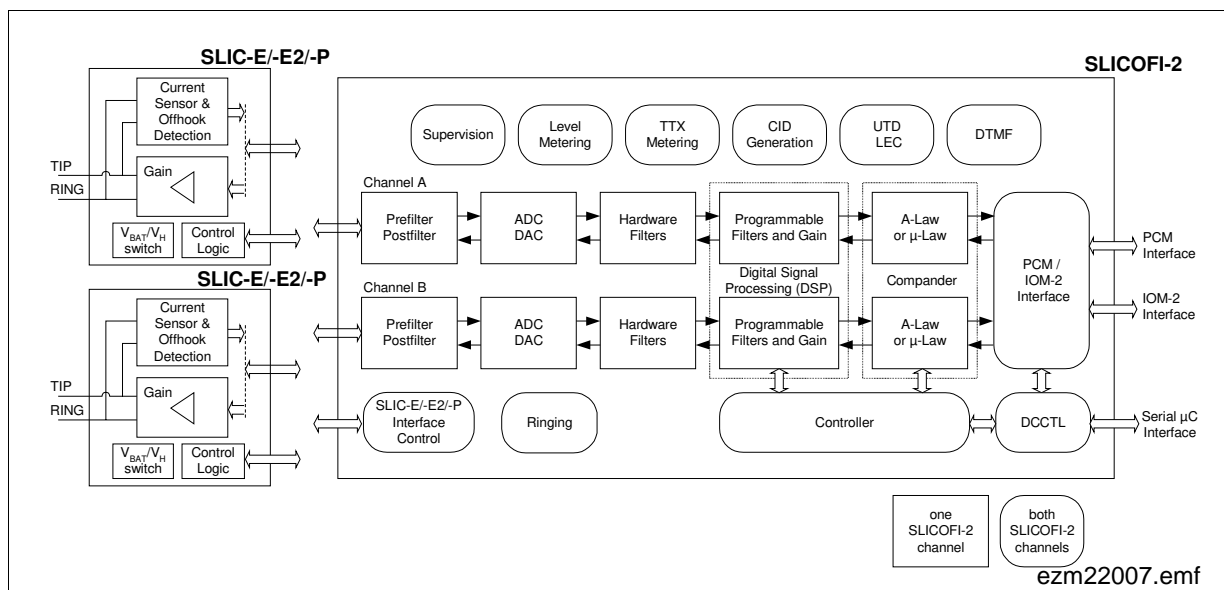 SLIC-E/-E2/-P
Current
Sensor &
Offhook
Detection
TIP
RING
Gain
VBAT/VH
switch
Control
Logic
SLIC-E/-E2/-P
Current
Sensor &
Offhook
Detection
TIP
RING
Gain
VBAT/VH
switch
Control
Logic
SLICOFI-2
Supervision
Level
Metering
TTX
Metering
CID
Generation
UTD
LEC
DTMF
Channel A
Prefilter
Postfilter
ADC
DAC
Hardware
Filters
Programmable
Filters and Gain
A-Law
or µ-Law
Digital Signal
Processing (DSP)
Compander
PCM /
IOM-2
Interface
PCM
Interface
IOM-2
Interface
Channel B
Prefilter
Postfilter
ADC
DAC
Hardware
Filters
Programmable
Filters and Gain
A-Law
or µ-Law
SLIC-E/-E2/-P
Interface
Control
Ringing
Controller
DCCTL
Serial µC
Interface
one
SLICOFI-2
channel
both
SLICOFI-2
channels
ezm22007.emf